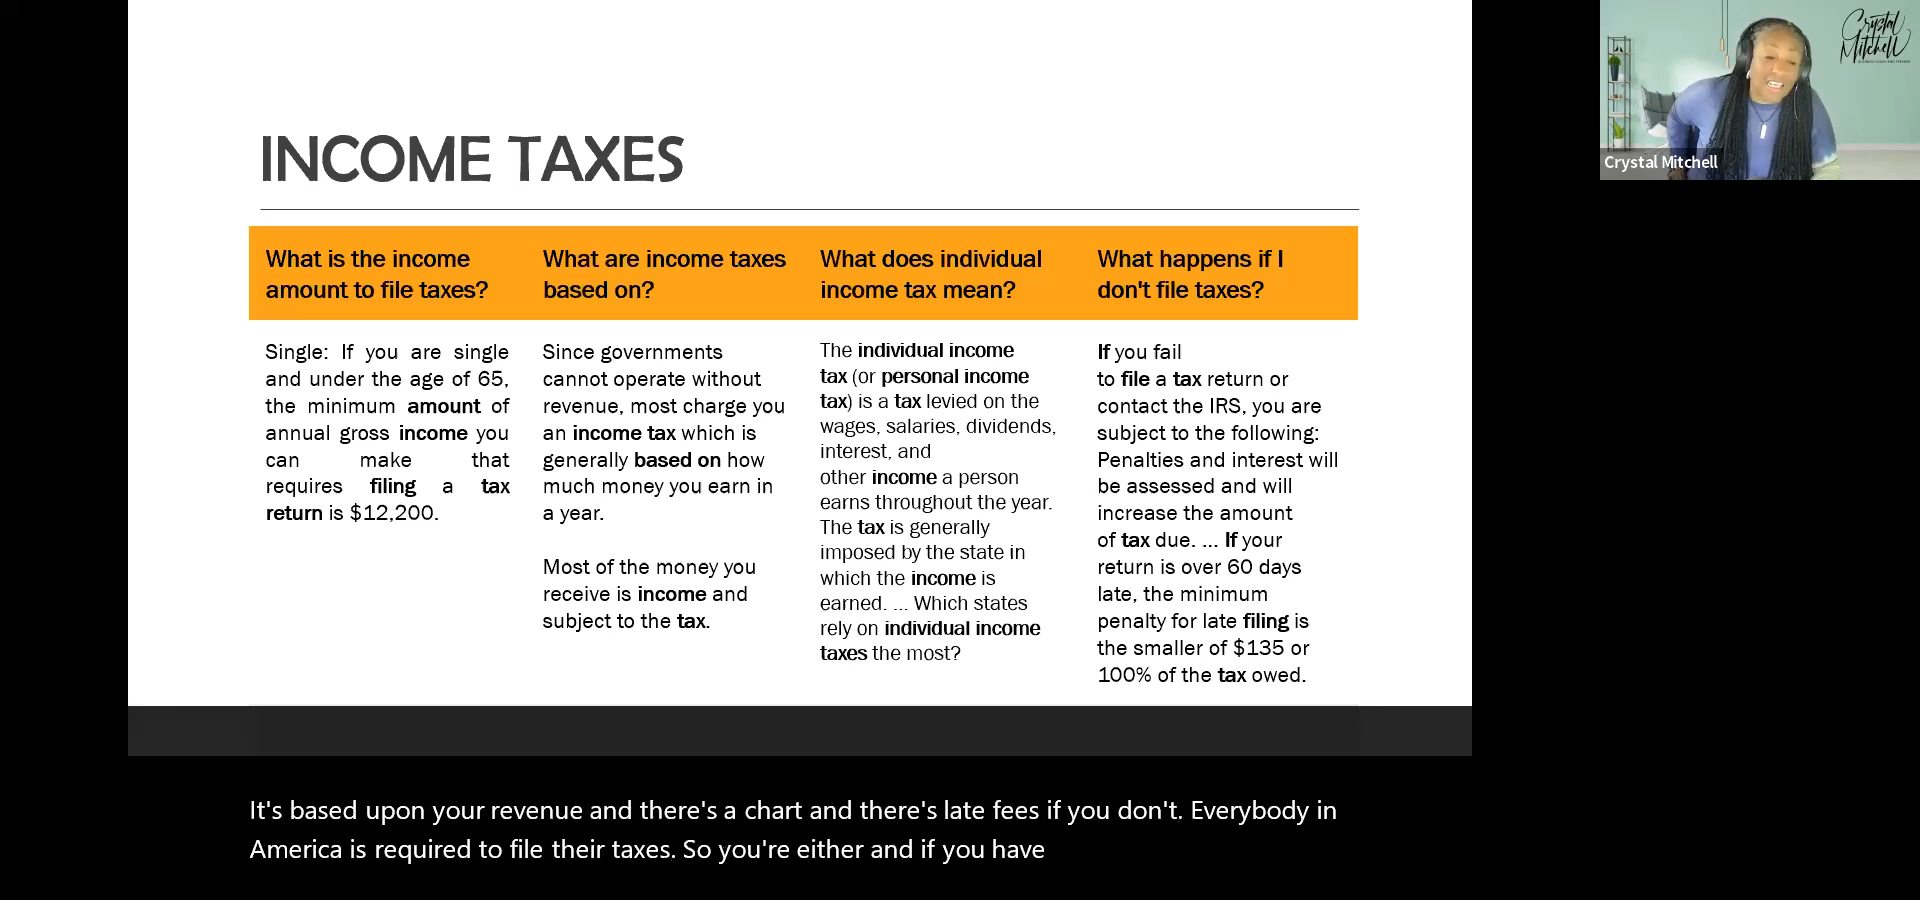 INCOME TAXES
What is the income
amount to file taxes?
Single: If you are single
and under the age of 65,
the minimum amount of
annual gross income you
can make that
requires filing a tax
return is $12,200.
What are income taxes
based on?
Since governments
cannot operate without
revenue, most charge you
an income tax which is
generally based on how
much money you earn in
a year.
Most of the money you
receive is income and
subject to the tax.
What does individual
income tax mean?
The individual income
tax (or personal income
tax) is a tax levied on the
wages, salaries, dividends,
interest, and
other income a person
earns throughout the year.
The tax is generally
imposed by the state in
which the income is
earned. ... Which states
rely on individual income
taxes the most?
What happens if I
don't file taxes?
If you fail
to file a tax return or
contact the IRS, you are
subject to the following:
Penalties and interest will
be assessed and will
increase the amount
of tax due. ... If your
return is over 60 days
late, the minimum
penalty for late filing is
the smaller of $135 or
100% of the tax owed.
Crystal
Mitchell
Crystal Mitchell
It's based upon your revenue and there's a chart and there's late fees if you don't. Everybody in
America is required to file their taxes. So you're either and if you have